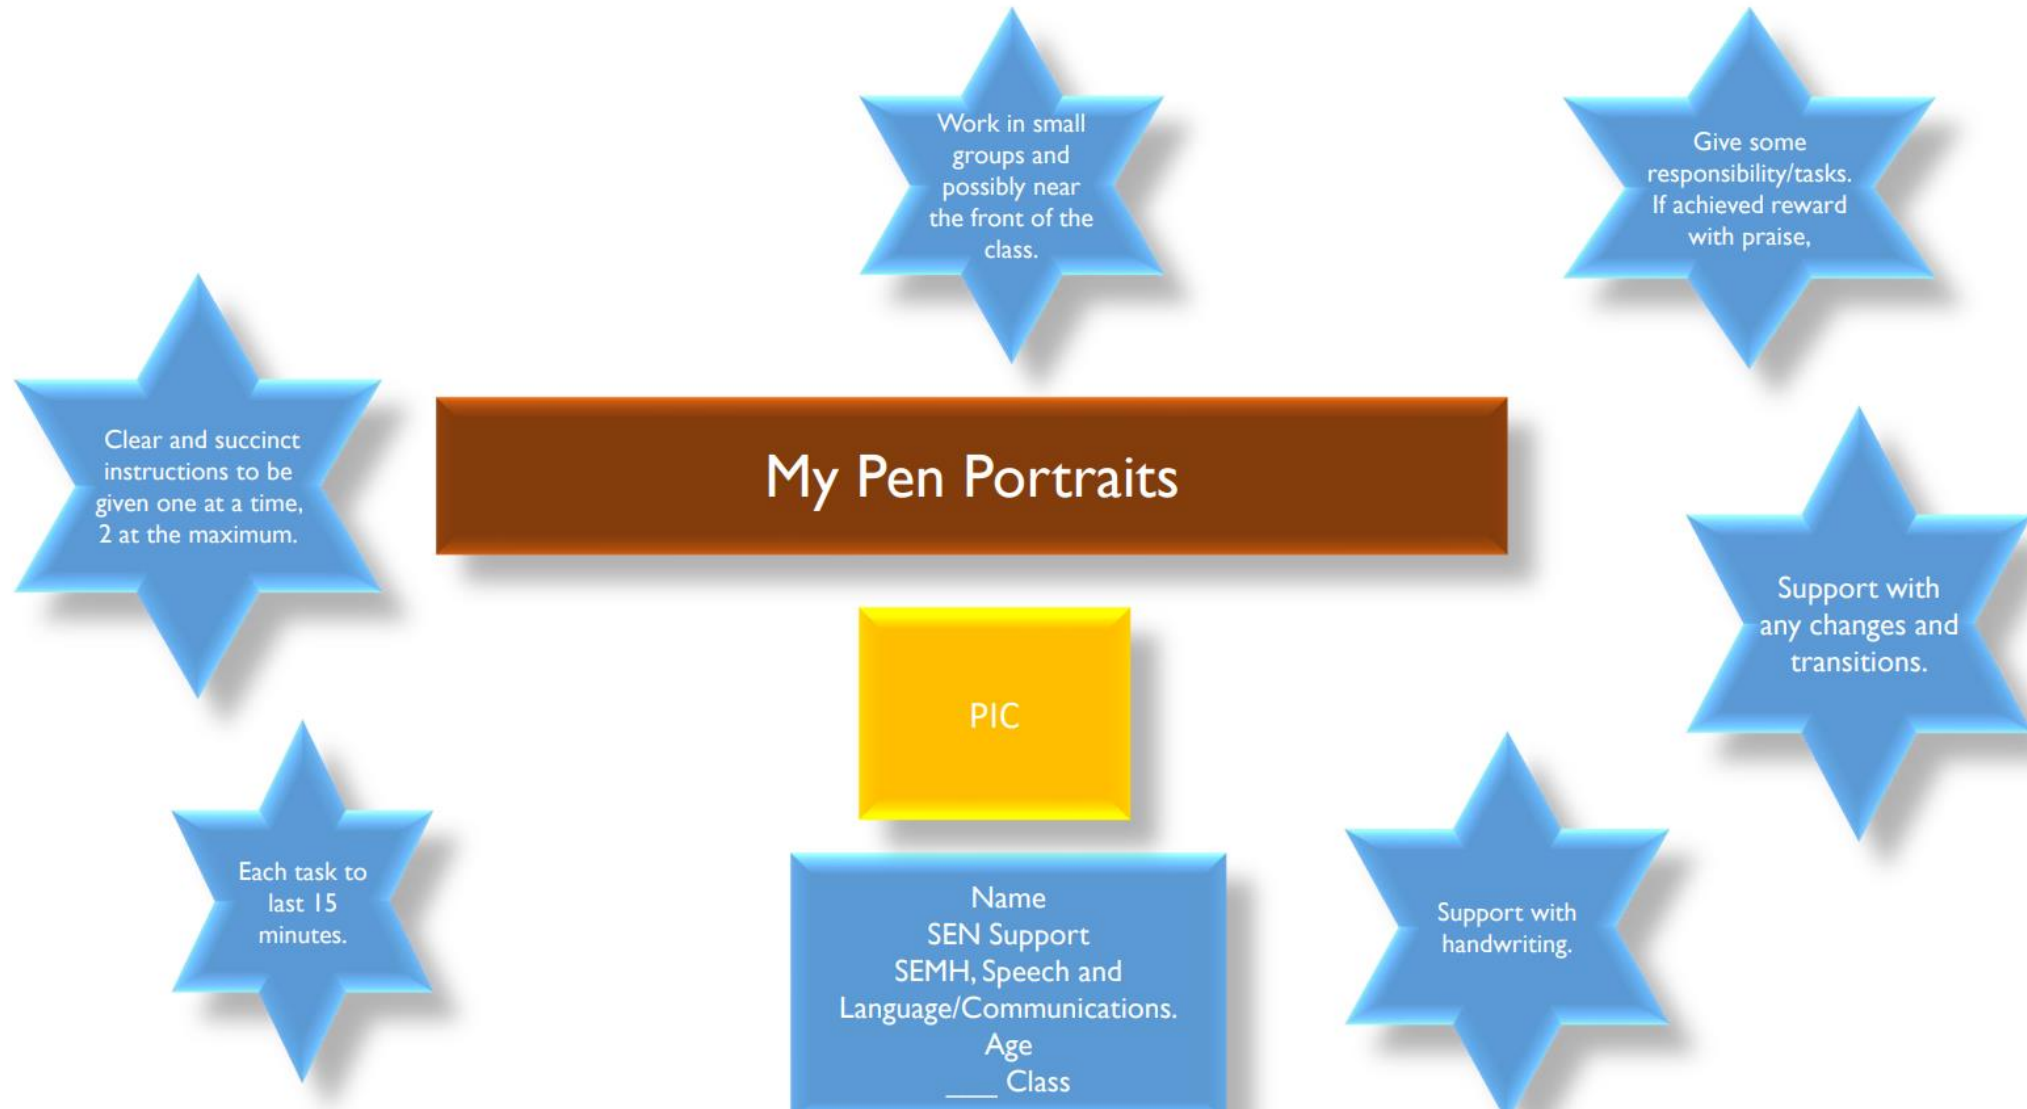 Work in small
groups and
possibly near
the front of the
class.
Give some
responsibility/tasks.
If achieved reward
with praise,
Clear and succinct
instructions to be
given one at a time,
2 at the maximum.
My Pen Portraits
Support with
any changes and
transitions.
PIC
Each task to
last 15
minutes.
Name
SEN Support
SEMH, Speech and
Language/Communications.
Age
___ Class
Support with
handwriting.